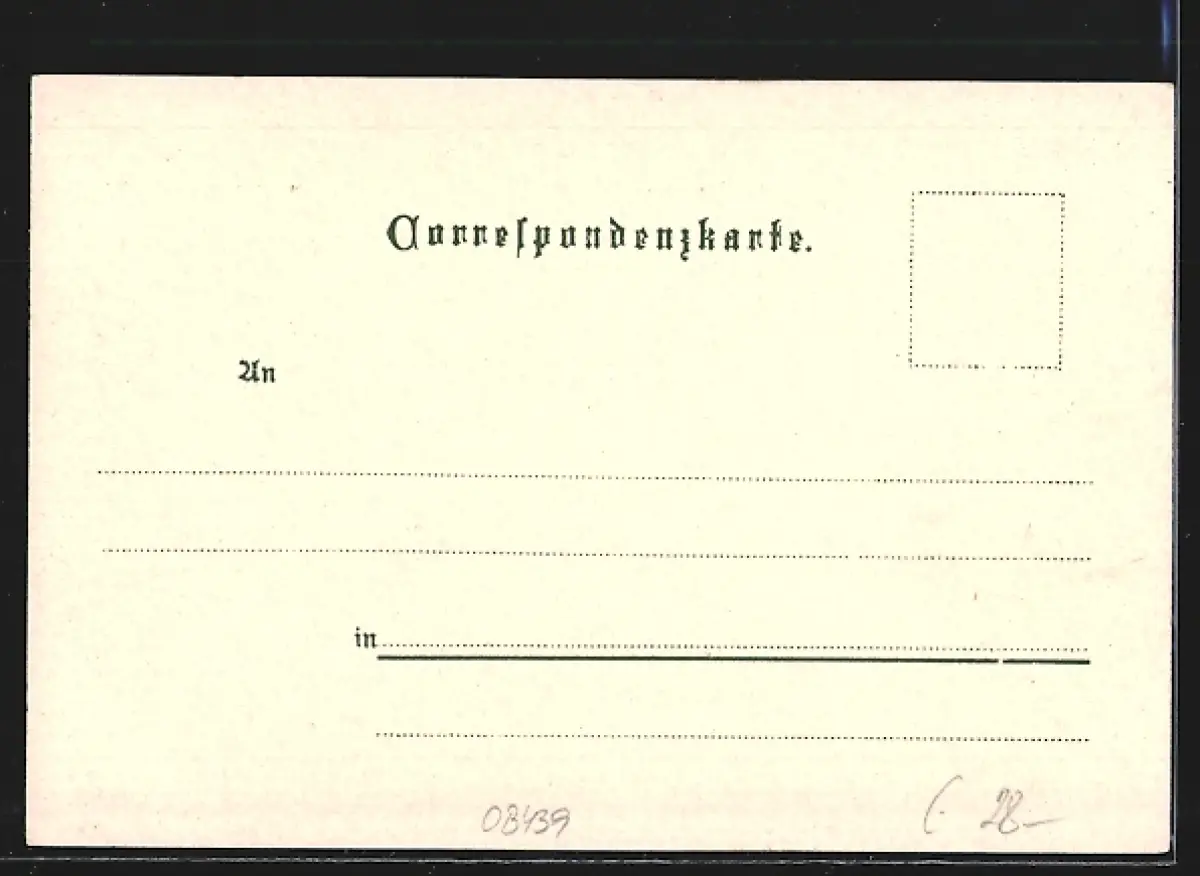 Correspondenzkarte.
An
in
08439
28-